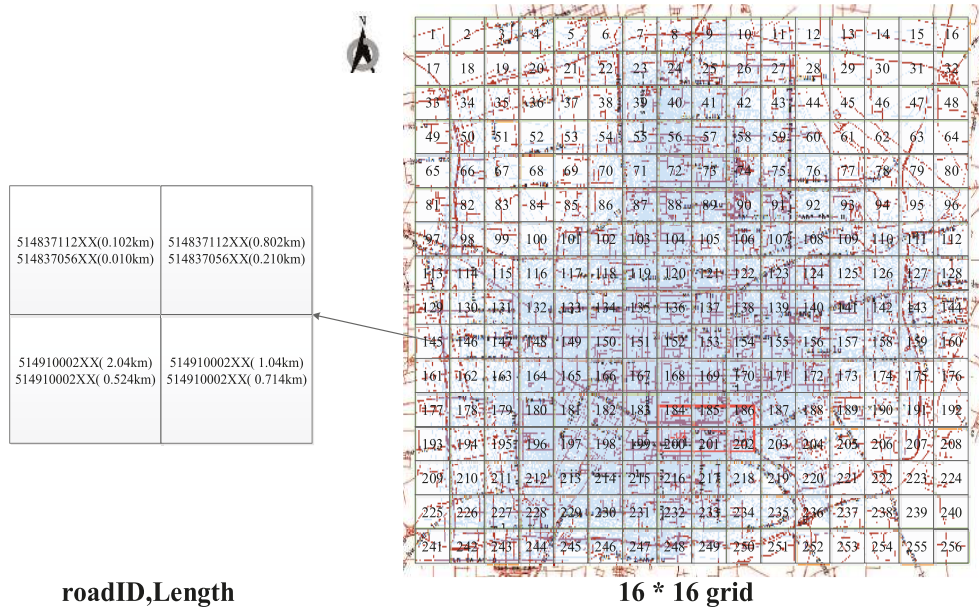 N
1 2 3 4 5 6 7 8 9 10 11 12 13 14 15 16
17 18 19 20 21 22 23 24 25 26 27 28 29 30 31 32
33 34 35 36 37 38 39 40 41 42 43 44 45 46 47 48
49 50 51 52 53 54 55 56 57 58 59 60 61 62 63 64
65 66 67 68 69 70 71 72 73 74 75 76 77 78 79 80
81 82 83 84 85 86 87 88 89 90 91 92 93 94 95 96
97 98 99 100 101 102 103 104 105 106 107 108 109 110 111 112
113 114 115 116 117 118 119 120 121 122 123 124 125 126 127 128
129 130 131 132 133 134 135 136 137 138 139 140 141 142 143 144
145 146 147 148 149 150 151 152 153 154 155 156 157 158 159 160
161 162 163 164 165 166 167 168 169 170 171 172 173 174 175 176
177 178 179 180 181 182 183 184 185 186 187 188 189 190 191 192
193 194 195 196 197 198 199 200 201 202 203 204 205 206 207 208
209 210 211 212 213 214 215 216 217 218 219 220 221 222 223 224
225 226 227 228 229 230 231 232 233 234 235 236 237 238 239 240
241 242 243 244 245 246 247 248 249 250 251 252 253 254 255 256
514837112XX(0.102km) 514837112XX(0.802km)
514837056XX(0.010km) 514837056XX(0.210km)
514910002XX( 2.04km) 514910002XX( 1.04km)
514910002XX( 0.524km) 514910002XX( 0.714km)
roadID,Length
16 * 16 grid